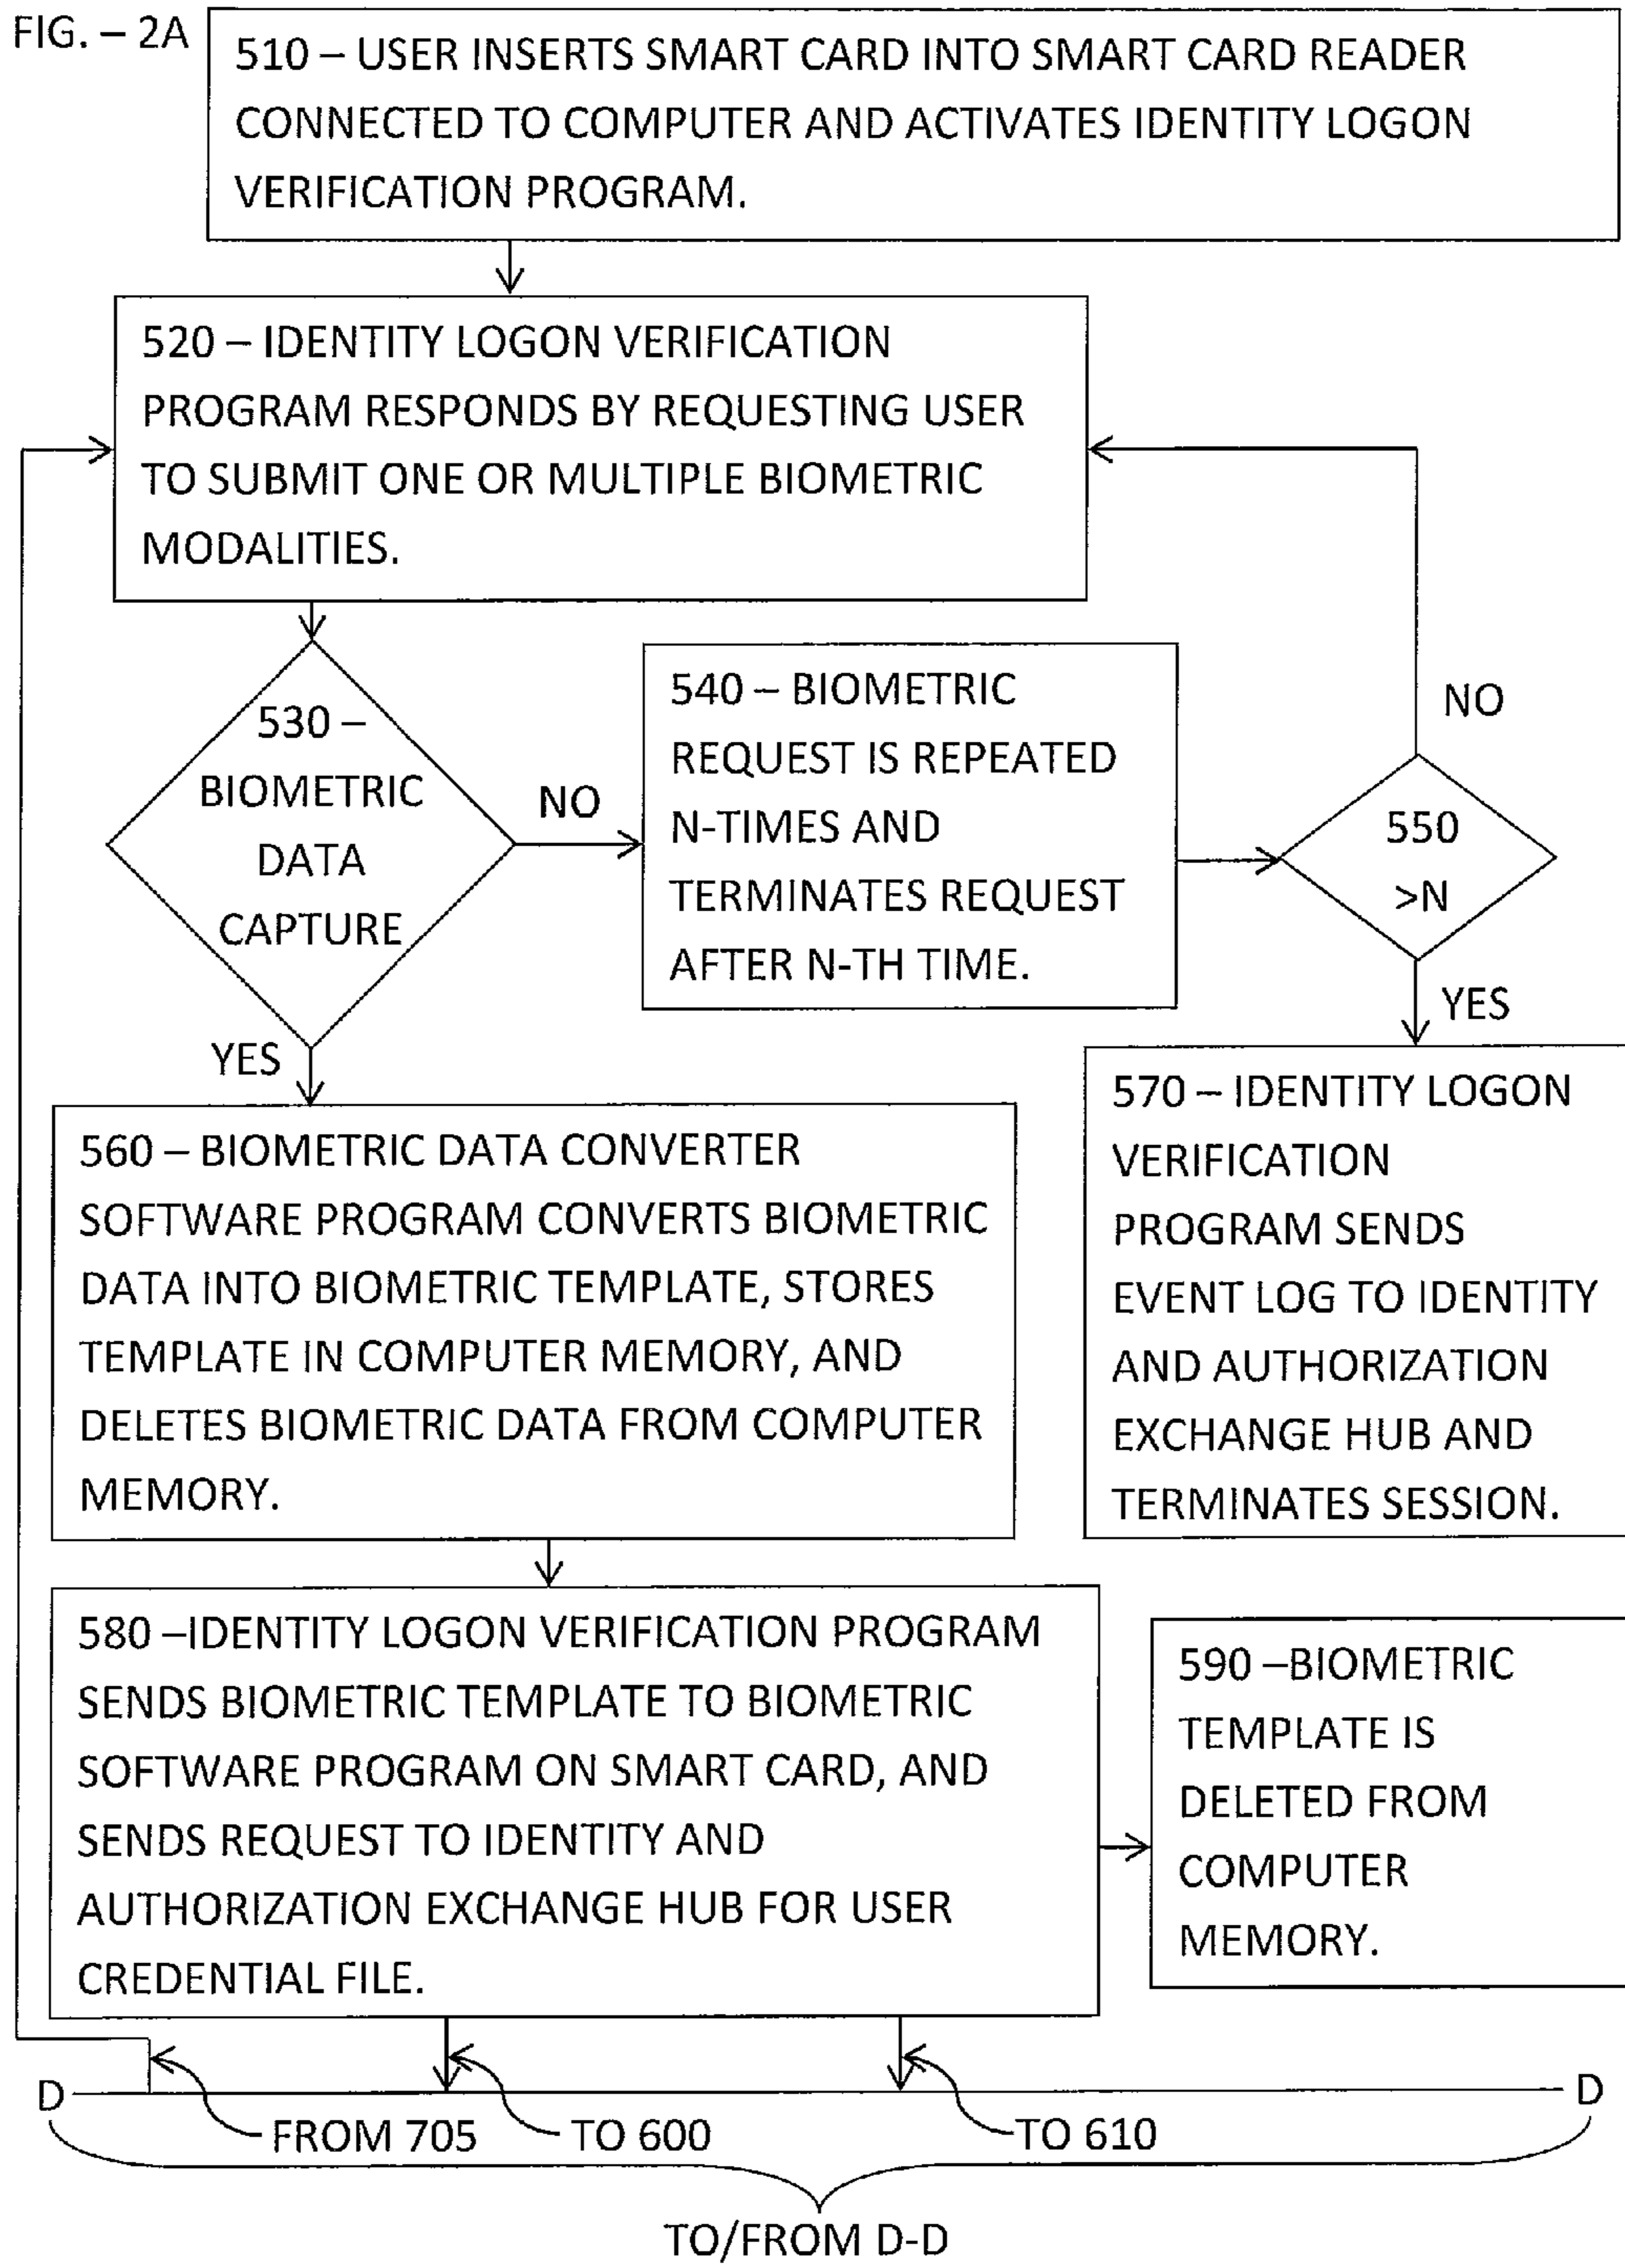 FIG. – 2A
510 – USER INSERTS SMART CARD INTO SMART CARD READER
CONNECTED TO COMPUTER AND ACTIVATES IDENTITY LOGON
VERIFICATION PROGRAM.
520 – IDENTITY LOGON VERIFICATION
PROGRAM RESPONDS BY REQUESTING USER
TO SUBMIT ONE OR MULTIPLE BIOMETRIC
MODALITIES.
530 –
BIOMETRIC
DATA
CAPTURE
NO
540 – BIOMETRIC
REQUEST IS REPEATED
N-TIMES AND
TERMINATES REQUEST
AFTER N-TH TIME.
NO
550
>N
YES
YES
560 – BIOMETRIC DATA CONVERTER
SOFTWARE PROGRAM CONVERTS BIOMETRIC
DATA INTO BIOMETRIC TEMPLATE, STORES
TEMPLATE IN COMPUTER MEMORY, AND
DELETES BIOMETRIC DATA FROM COMPUTER
MEMORY.
570 – IDENTITY LOGON
VERIFICATION
PROGRAM SENDS
EVENT LOG TO IDENTITY
AND AUTHORIZATION
EXCHANGE HUB AND
TERMINATES SESSION.
580 –IDENTITY LOGON VERIFICATION PROGRAM
SENDS BIOMETRIC TEMPLATE TO BIOMETRIC
SOFTWARE PROGRAM ON SMART CARD, AND
SENDS REQUEST TO IDENTITY AND
AUTHORIZATION EXCHANGE HUB FOR USER
CREDENTIAL FILE.
590 –BIOMETRIC
TEMPLATE IS
DELETED FROM
COMPUTER
MEMORY.
D
D
FROM 705
TO 600
TO 610
TO/FROM D-D